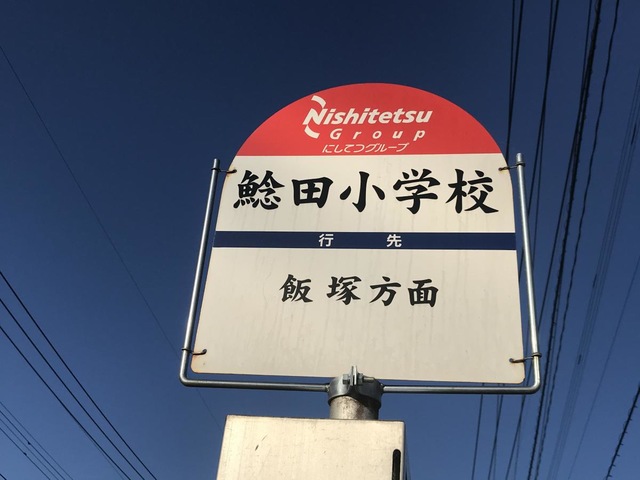 Nishitetsu
Group
にしてつグループ
鯰田小学校
行先
飯塚方面